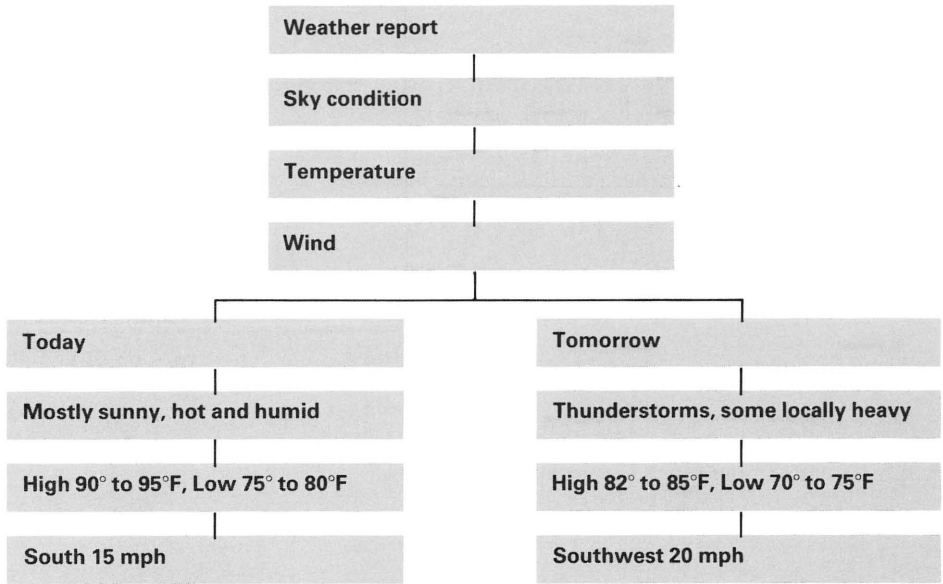 Weather report
Sky condition
Temperature
Wind
Today
Mostly sunny, hot and humid
High 90° to 95°F, Low 75° to 80°F
South 15 mph
Tomorrow
Thunderstorms, some locally heavy
High 82° to 85°F, Low 70° to 75°F
Southwest 20 mph